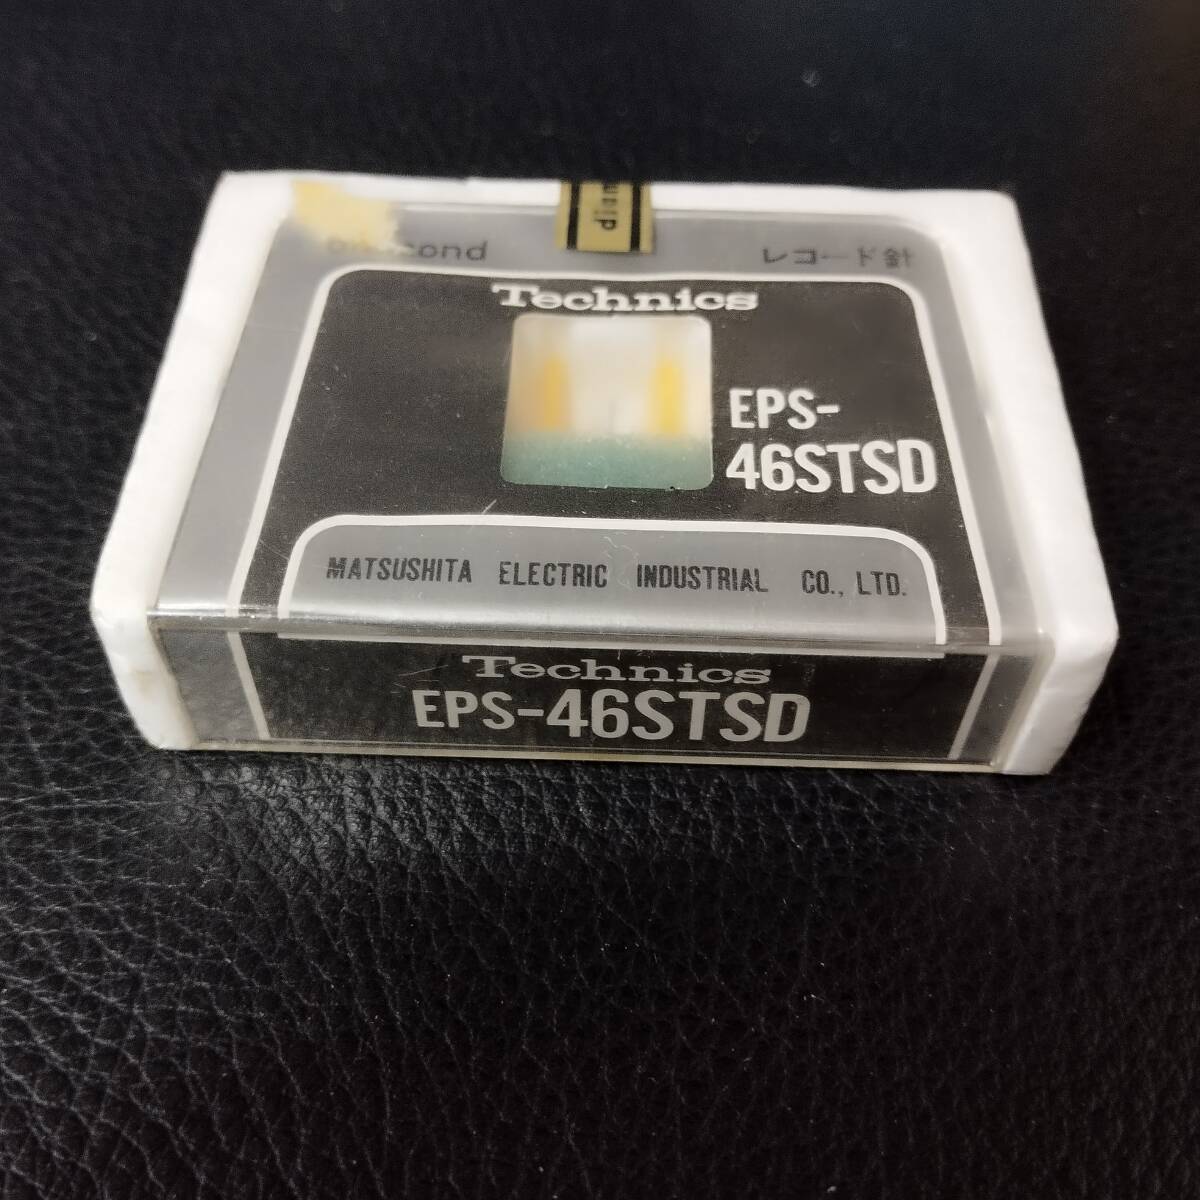 レコード針
Technics
EPS-
46STSD
MATSUSHITA ELECTRIC INDUSTRIAL CO., LTD.
Technics
EPS-46STSD